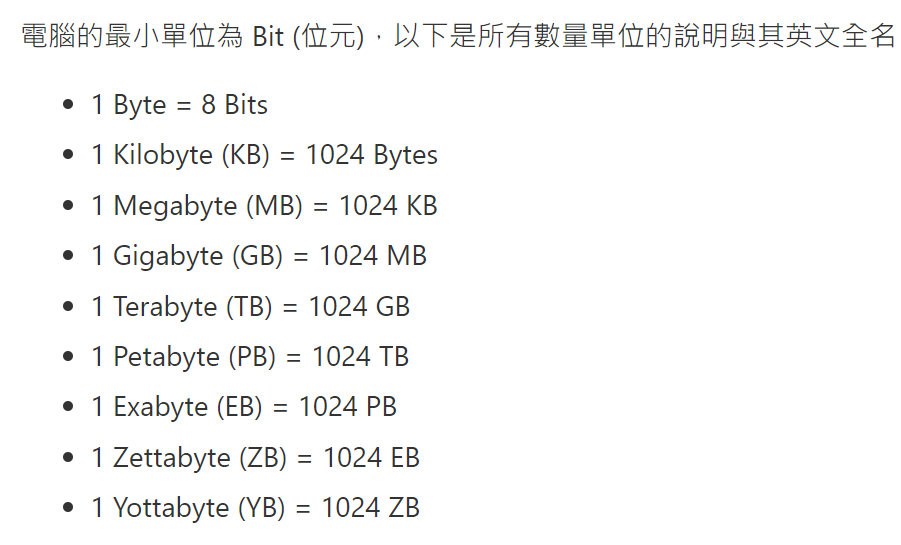 電腦的最小單位為 Bit (位元)，以下是所有數量單位的說明與其英文全名
• 1 Byte = 8 Bits
• 1 Kilobyte (KB) = 1024 Bytes
• 1 Megabyte (MB) = 1024 KB
• 1 Gigabyte (GB) = 1024 MB
• 1 Terabyte (TB) = 1024 GB
• 1 Petabyte (PB) = 1024 TB
• 1 Exabyte (EB) = 1024 PB
• 1 Zettabyte (ZB) = 1024 EB
• 1 Yottabyte (YB) = 1024 ZB